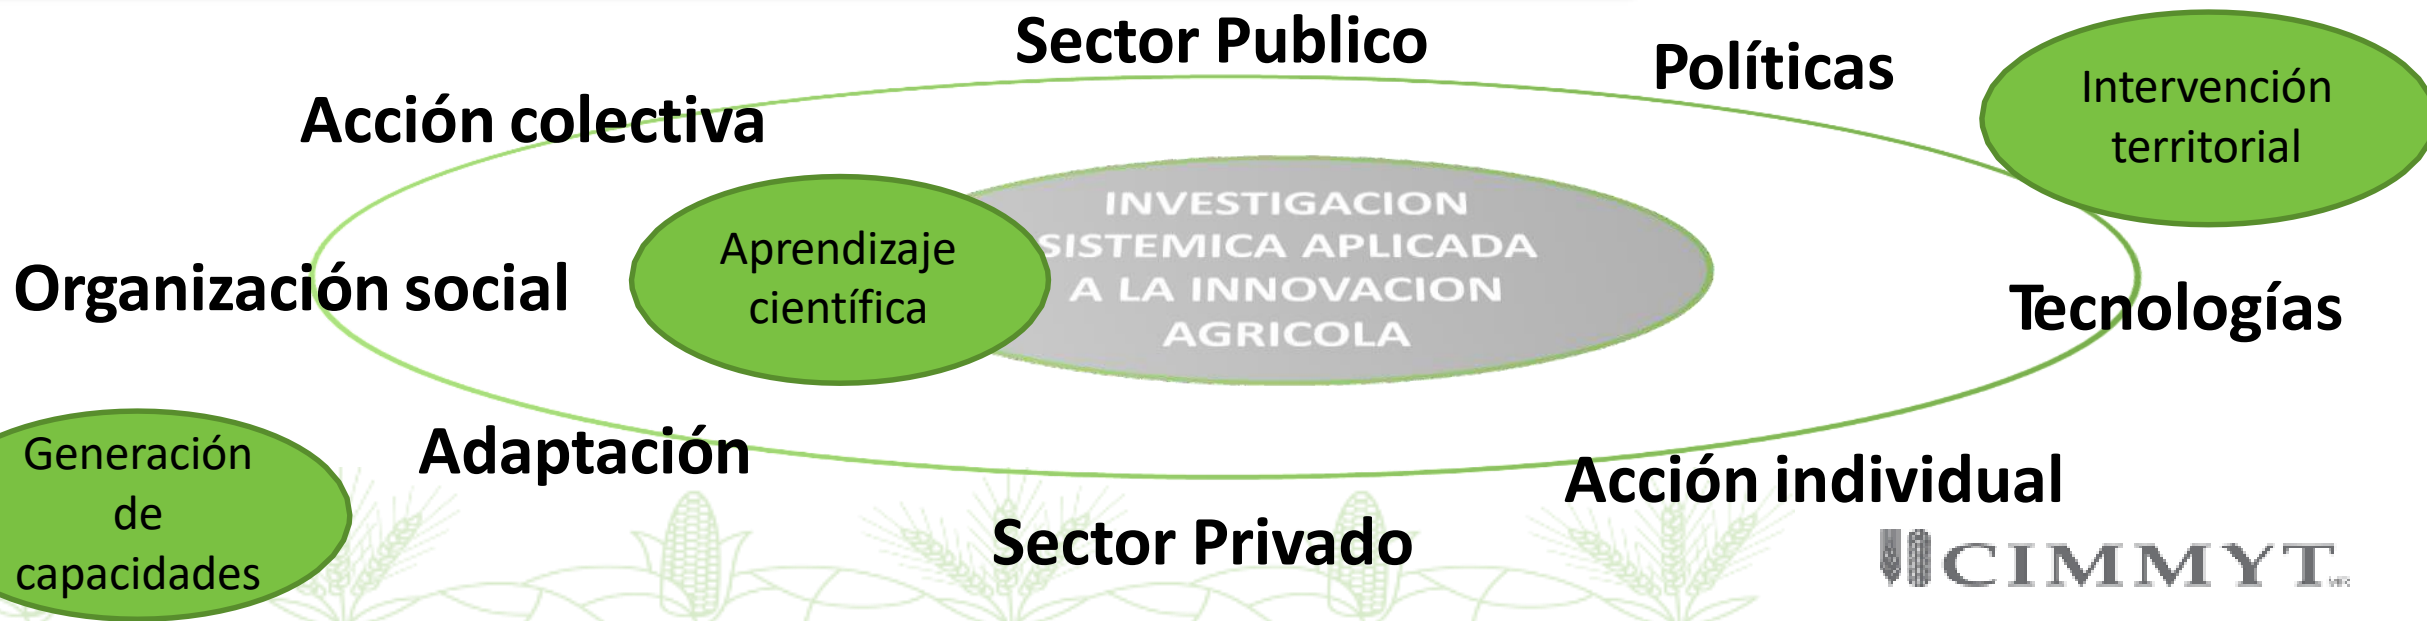 Sector Publico
Políticas
Intervención
territorial
Acción colectiva
INVESTIGACION
SISTEMICA APLICADA
A LA INNOVACION
AGRICOLA
Aprendizaje
científica
Organización social
Tecnologías
Generación
de
capacidades
Adaptación
Acción individual
Sector Privado
CIMMYT